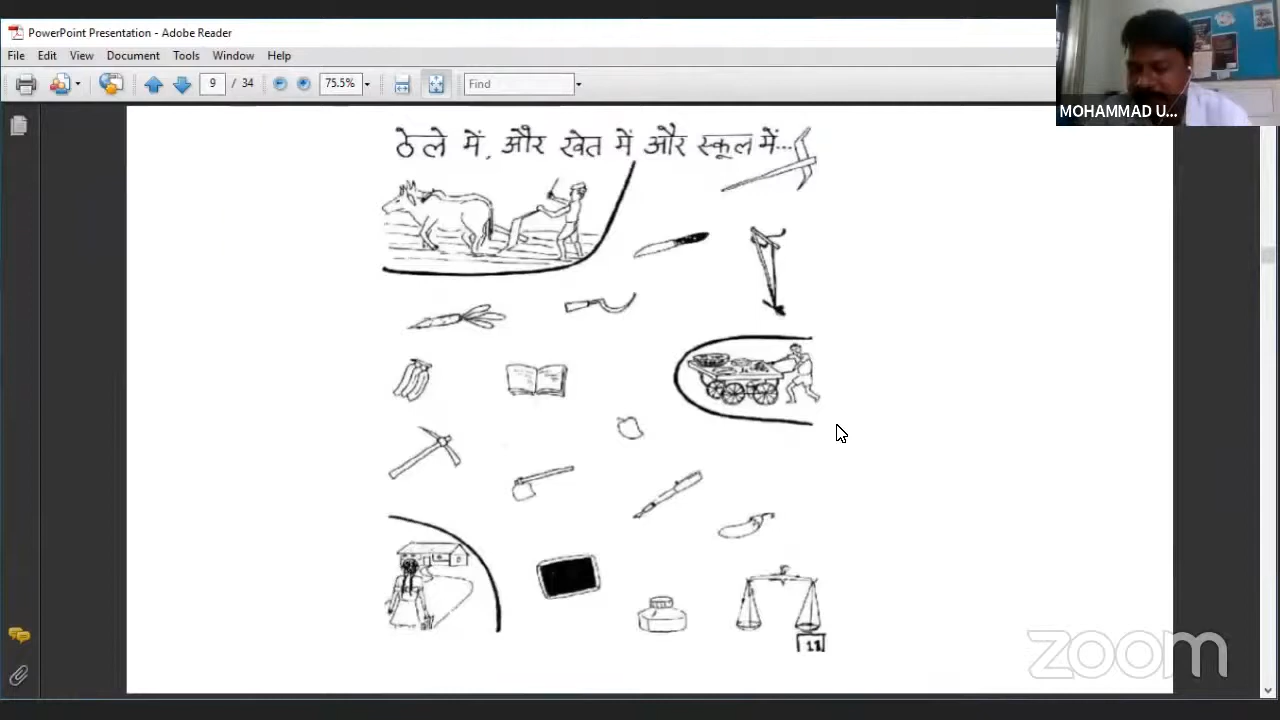 PowerPoint Presentation - Adobe Reader
File Edit View Document Tools Window Help
9 / 34 75.5% Find
MOHAMMAD U...
ठेले में, और खेत में और स्कूल में...
11
zoom